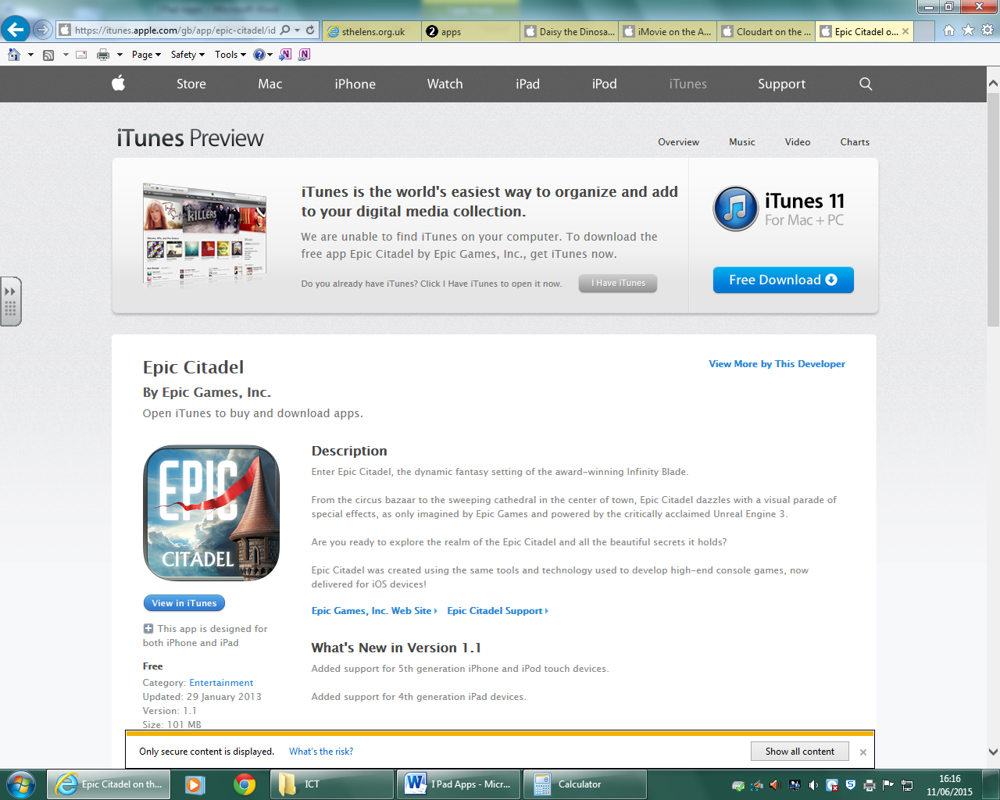 https://itunes.apple.com/gb/app/epic-citadel/id
sthelens.org.uk
apps
Daisy the Dinosa...
iMovie on the A...
Cloudart on the ...
Epic Citadel o...
Page
Safety
Tools
Store
Mac
iPhone
Watch
iPad
iPod
iTunes
Support
iTunes Preview
Overview
Music
Video
Charts
KILLERS
iTunes is the world's easiest way to organize and add
to your digital media collection.
We are unable to find iTunes on your computer. To download the
free app Epic Citadel by Epic Games, Inc., get iTunes now.
Do you already have iTunes? Click I Have iTunes to open it now.
I Have iTunes
iTunes 11
For Mac + PC
Free Download
Epic Citadel
View More by This Developer
By Epic Games, Inc.
Open iTunes to buy and download apps.
EPIC
CITADEL
View in iTunes
This app is designed for
both iPhone and iPad
Free
Category: Entertainment
Updated: 29 January 2013
Version: 1.1
Size: 101 MB
Description
Enter Epic Citadel, the dynamic fantasy setting of the award-winning Infinity Blade.
From the circus bazaar to the sweeping cathedral in the center of town, Epic Citadel dazzles with a visual parade of
special effects, as only imagined by Epic Games and powered by the critically acclaimed Unreal Engine 3.
Are you ready to explore the realm of the Epic Citadel and all the beautiful secrets it holds?
Epic Citadel was created using the same tools and technology used to develop high-end console games, now
delivered for iOS devices!
Epic Games, Inc. Web Site
Epic Citadel Support
What's New in Version 1.1
Added support for 5th generation iPhone and iPod touch devices.
Added support for 4th generation iPad devices.
Only secure content is displayed.
What's the risk?
Show all content
Epic Citadel on th...
ICT
I Pad Apps - Micr...
Calculator
16:16
11/06/2015